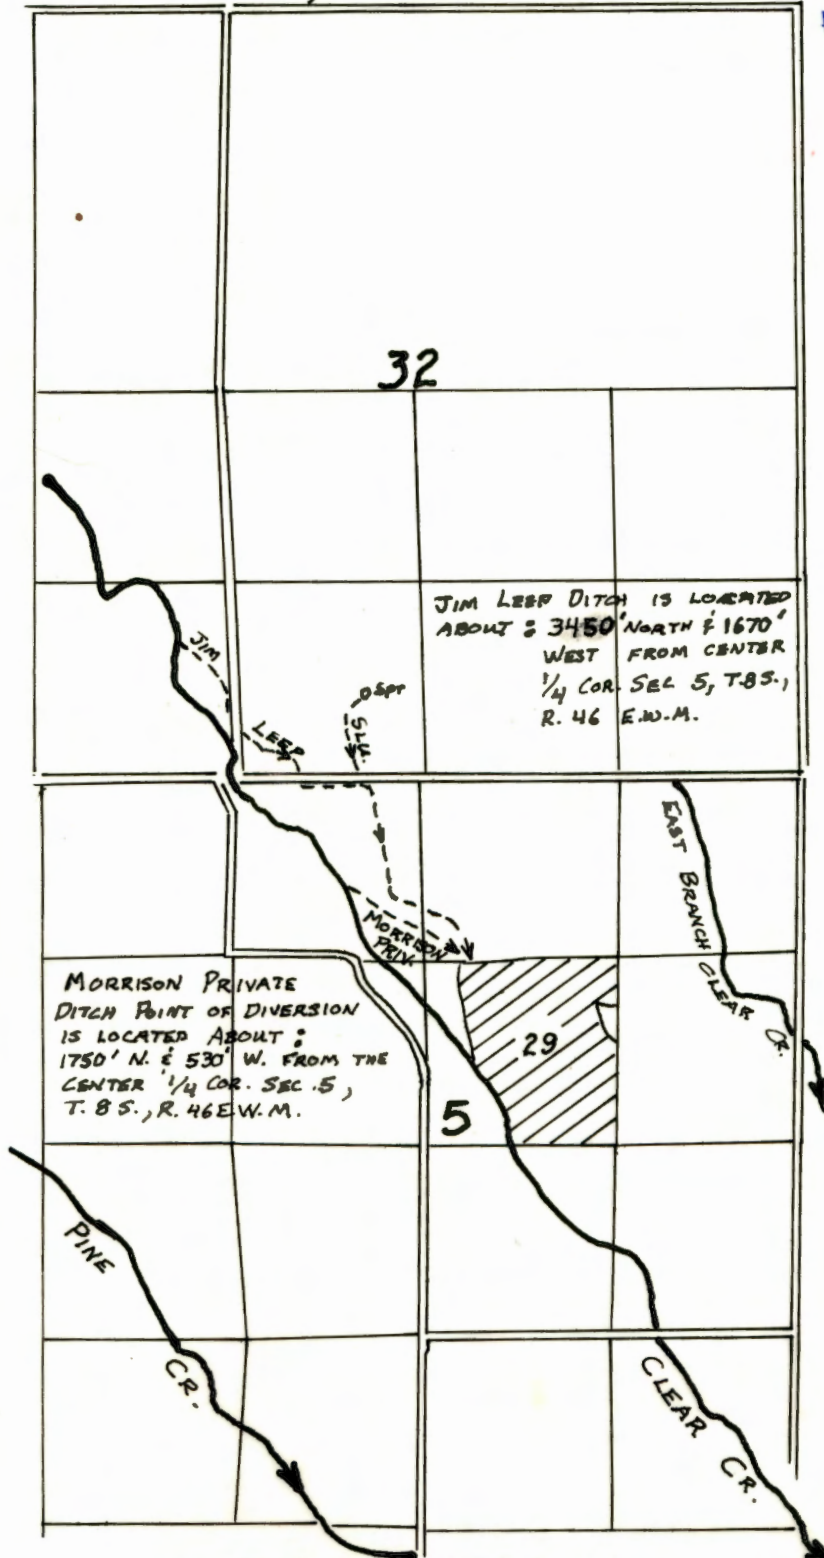 32
JIM LEEP DITCH IS LOCATED
ABOUT : 3450' NORTH & 1670'
WEST FROM CENTER
1/4 COR. SEC 5, T.8S.,
R. 46 E.W.M.
JIM
LEEP
Spr
EAST BRANCH CLEAR CR.
MORRISON
PRIV.
MORRISON PRIVATE
DITCH POINT OF DIVERSION
IS LOCATED ABOUT :
1750' N. & 530' W. FROM THE
CENTER 1/4 COR. SEC. 5,
T. 8 S., R. 46 E.W.M.
29
5
PINE
CR.
CLEAR
CR.